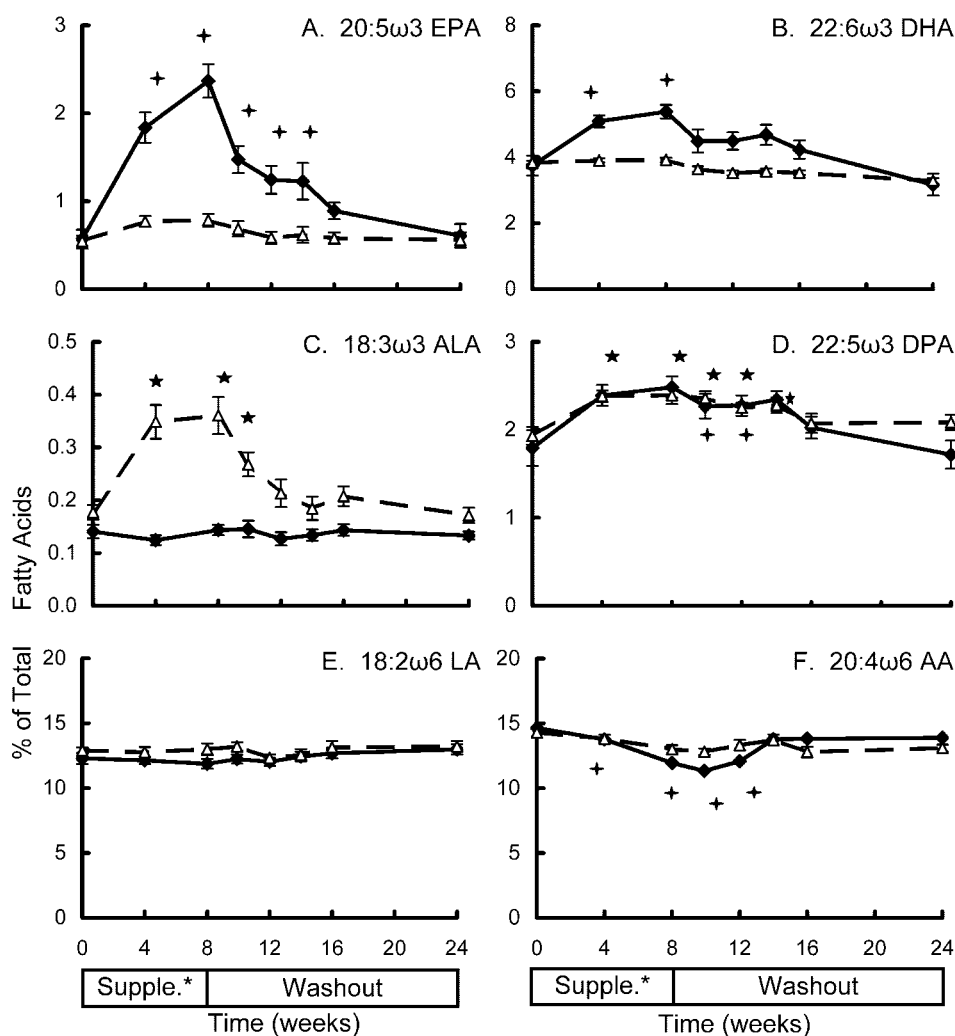 A. 20:5ω3 EPA
3
2
1
0
B. 22:6ω3 DHA
8
6
4
2
0
C. 18:3ω3 ALA
0.5
0.4
0.3
0.2
0.1
0.0
D. 22:5ω3 DPA
3
2
1
0
E. 18:2ω6 LA
20
15
10
5
0
F. 20:4ω6 AA
20
15
10
5
0
% of Total Fatty Acids
0 4 8 12 16 20 24
0 4 8 12 16 20 24
Supple.* Washout
Supple.* Washout
Time (weeks)
Time (weeks)